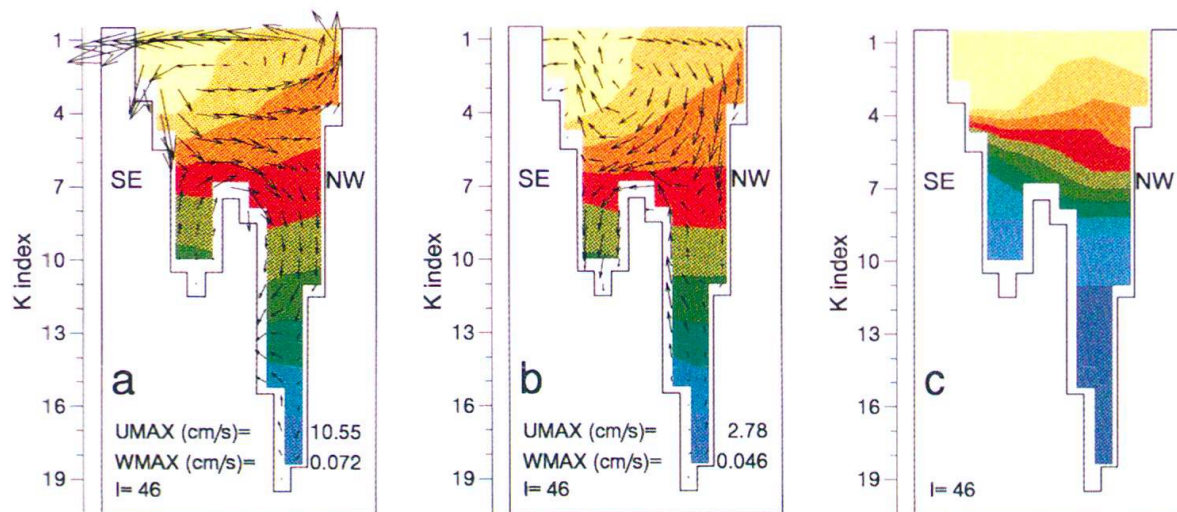 K index
1
4
7
10
13
16
19
SE
NW
a
UMAX (cm/s)= 10.55
WMAX (cm/s)= 0.072
I= 46
K index
1
4
7
10
13
16
19
SE
NW
b
UMAX (cm/s)= 2.78
WMAX (cm/s)= 0.046
I= 46
K index
1
4
7
10
13
16
19
SE
NW
c
I= 46